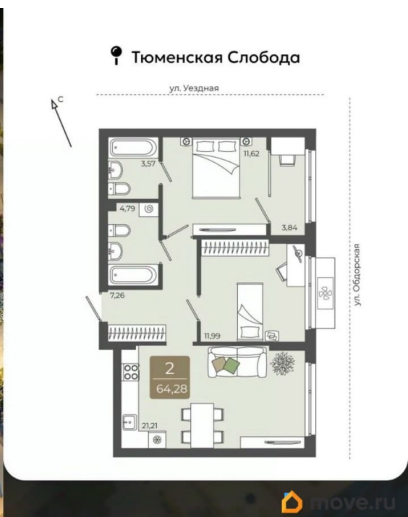 Тюменская Слобода
ул. Уездная
С
3,57
11,62
4,79
3,84
ул. Обдорская
7,26
11,99
2
64,28
21,21
move.ru